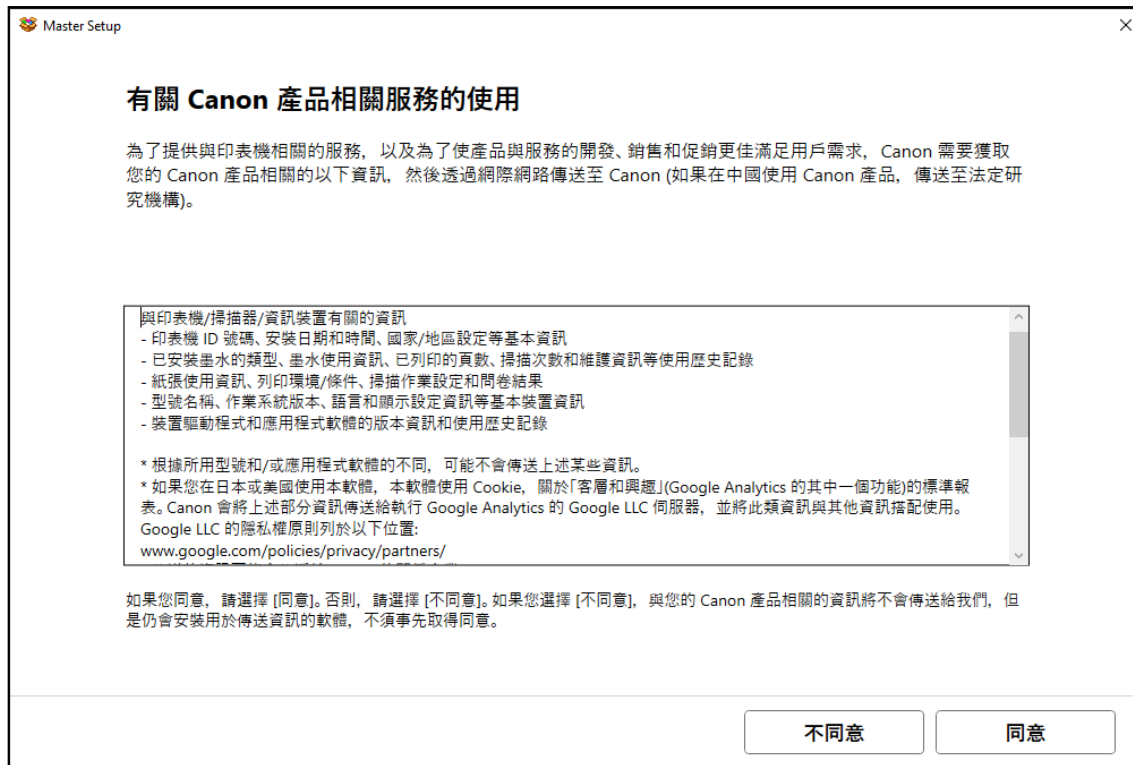 Master Setup
有關 Canon 產品相關服務的使用
為了提供與印表機相關的服務，以及為了使產品與服務的開發、銷售和促銷更佳滿足用戶需求，Canon 需要獲取
您的 Canon 產品相關的以下資訊，然後透過網際網路傳送至 Canon (如果在中國使用 Canon 產品，傳送至法定研
究機構)。
與印表機/掃描器/資訊裝置有關的資訊
- 印表機 ID 號碼、安裝日期和時間、國家/地區設定等基本資訊
- 已安裝墨水的類型、墨水使用資訊、已列印的頁數、掃描次數和維護資訊等使用歷史記錄
- 紙張使用資訊、列印環境/條件、掃描作業設定和問卷結果
- 型號名稱、作業系統版本、語言和顯示設定資訊等基本裝置資訊
- 裝置驅動程式和應用程式軟體的版本資訊和使用歷史記錄
* 根據所用型號和/或應用程式軟體的不同，可能不會傳送上述某些資訊。
* 如果您在日本或美國使用本軟體，本軟體使用 Cookie，關於「客層和興趣」(Google Analytics 的其中一個功能)的標準報
表。Canon 會將上述部分資訊傳送給執行 Google Analytics 的 Google LLC 伺服器，並將此類資訊與其他資訊搭配使用。
Google LLC 的隱私權原則列於以下位置:
www.google.com/policies/privacy/partners/
如果您同意，請選擇 [同意]。否則，請選擇 [不同意]。如果您選擇 [不同意]，與您的 Canon 產品相關的資訊將不會傳送給我們，但
是仍會安裝用於傳送資訊的軟體，不須事先取得同意。
不同意
同意